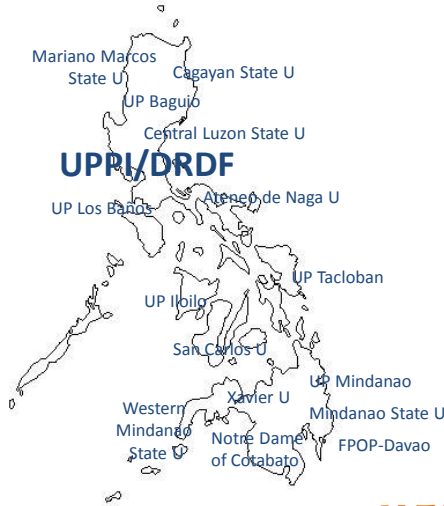 Mariano Marcos
State U
Cagayan State U
UP Baguio
Central Luzon State U
UPPI/DRDF
Ateneo de Naga U
UP Los Baños
UP Tacloban
UP Iloilo
San Carlos U
UP Mindanao
Xavier U
Western
Mindanao
State U
Mindanao State U
Notre Dame
of Cotabato
FPOP-Davao